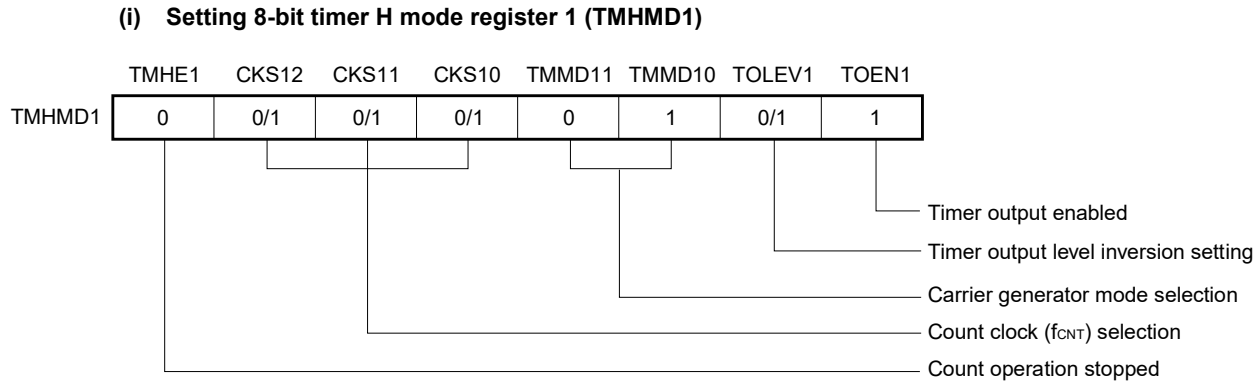 (i) Setting 8-bit timer H mode register 1 (TMHMD1)
TMHE1 CKS12 CKS11 CKS10 TMMD11 TMMD10 TOLEV1 TOEN1
TMHMD1 0 0/1 0/1 0/1 0 1 0/1 1
Timer output enabled
Timer output level inversion setting
Carrier generator mode selection
Count clock (fCNT) selection
Count operation stopped